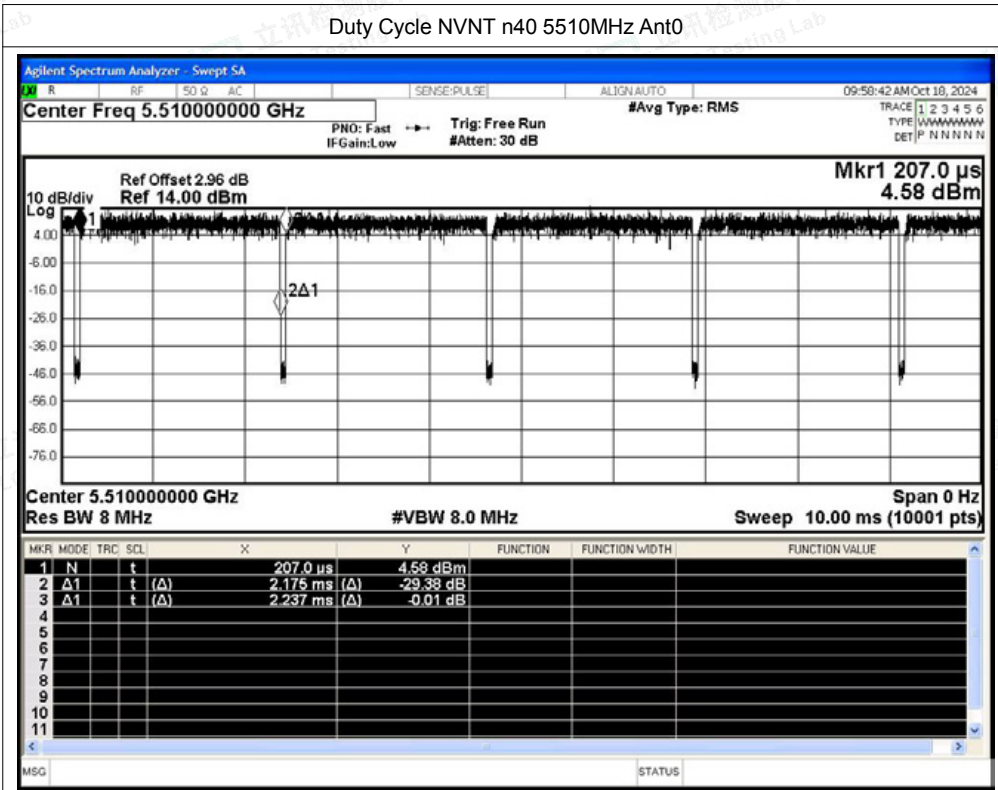 Duty Cycle NVNT n40 5510MHz Ant0
Agilent Spectrum Analyzer - Swept SA
R RF 50 Ω AC SENSE:PULSE ALIGN AUTO 09:58:42 AM Oct 18, 2024
Center Freq 5.510000000 GHz #Avg Type: RMS TRACE 1 2 3 4 5 6
PNO: Fast Trig: Free Run TYPE WWWWWW
IFGain:Low #Atten: 30 dB DET P N N N N N
Mkr1 207.0 µs
Ref Offset 2.96 dB
10 dB/div Ref 14.00 dBm 4.58 dBm
Log
1
4.00
-6.00
-16.0 2Δ1
-26.0
-36.0
-46.0
-56.0
-66.0
-76.0
Center 5.510000000 GHz Span 0 Hz
Res BW 8 MHz #VBW 8.0 MHz Sweep 10.00 ms (10001 pts)
MKR MODE TRC SCL X Y FUNCTION FUNCTION WIDTH FUNCTION VALUE
1 N t 207.0 µs 4.58 dBm
2 Δ1 t (Δ) 2.175 ms (Δ) -29.38 dB
3 Δ1 t (Δ) 2.237 ms (Δ) -0.01 dB
4
5
6
7
8
9
10
11
MSG STATUS